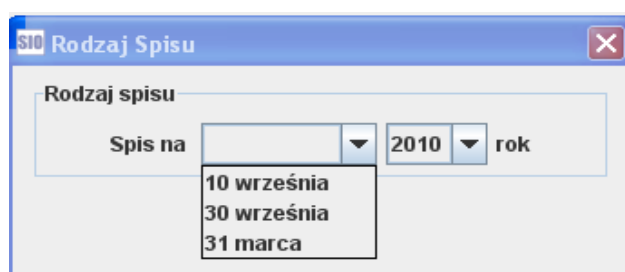 SIO Rodzaj Spisu
Rodzaj spisu
Spis na 2010 rok
10 września
30 września
31 marca